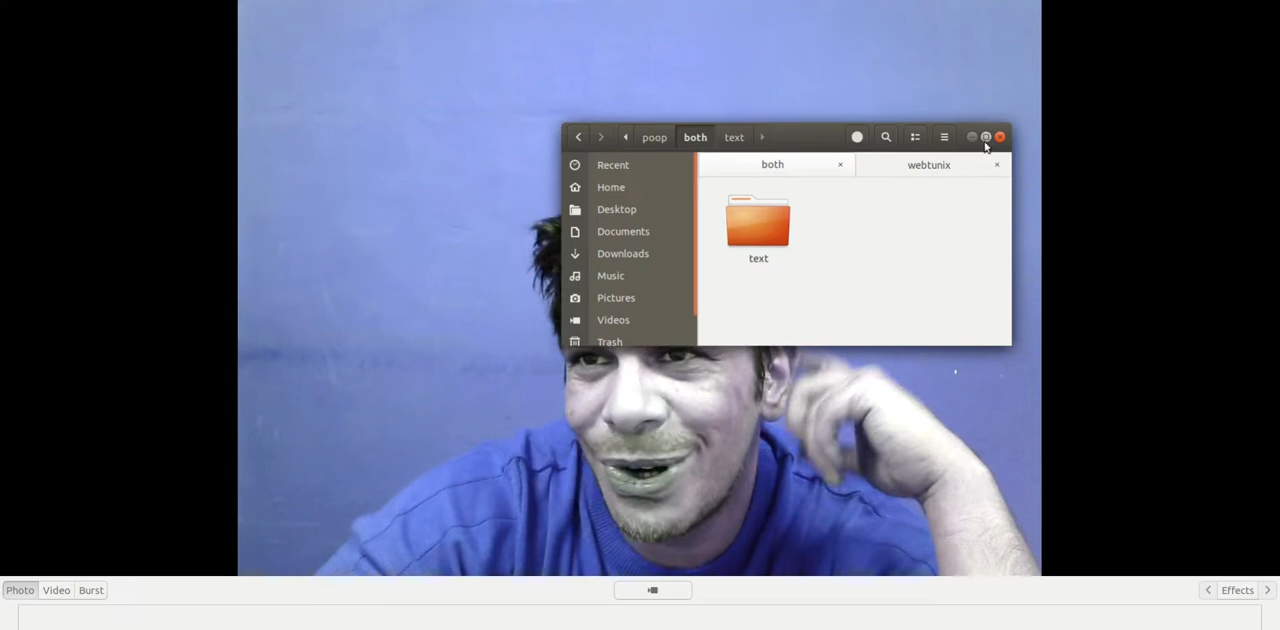 poop both text
Recent
Home
Desktop
Documents
Downloads
Music
Pictures
Videos
Trash
both × webtunix ×
text
Photo Video Burst
Effects